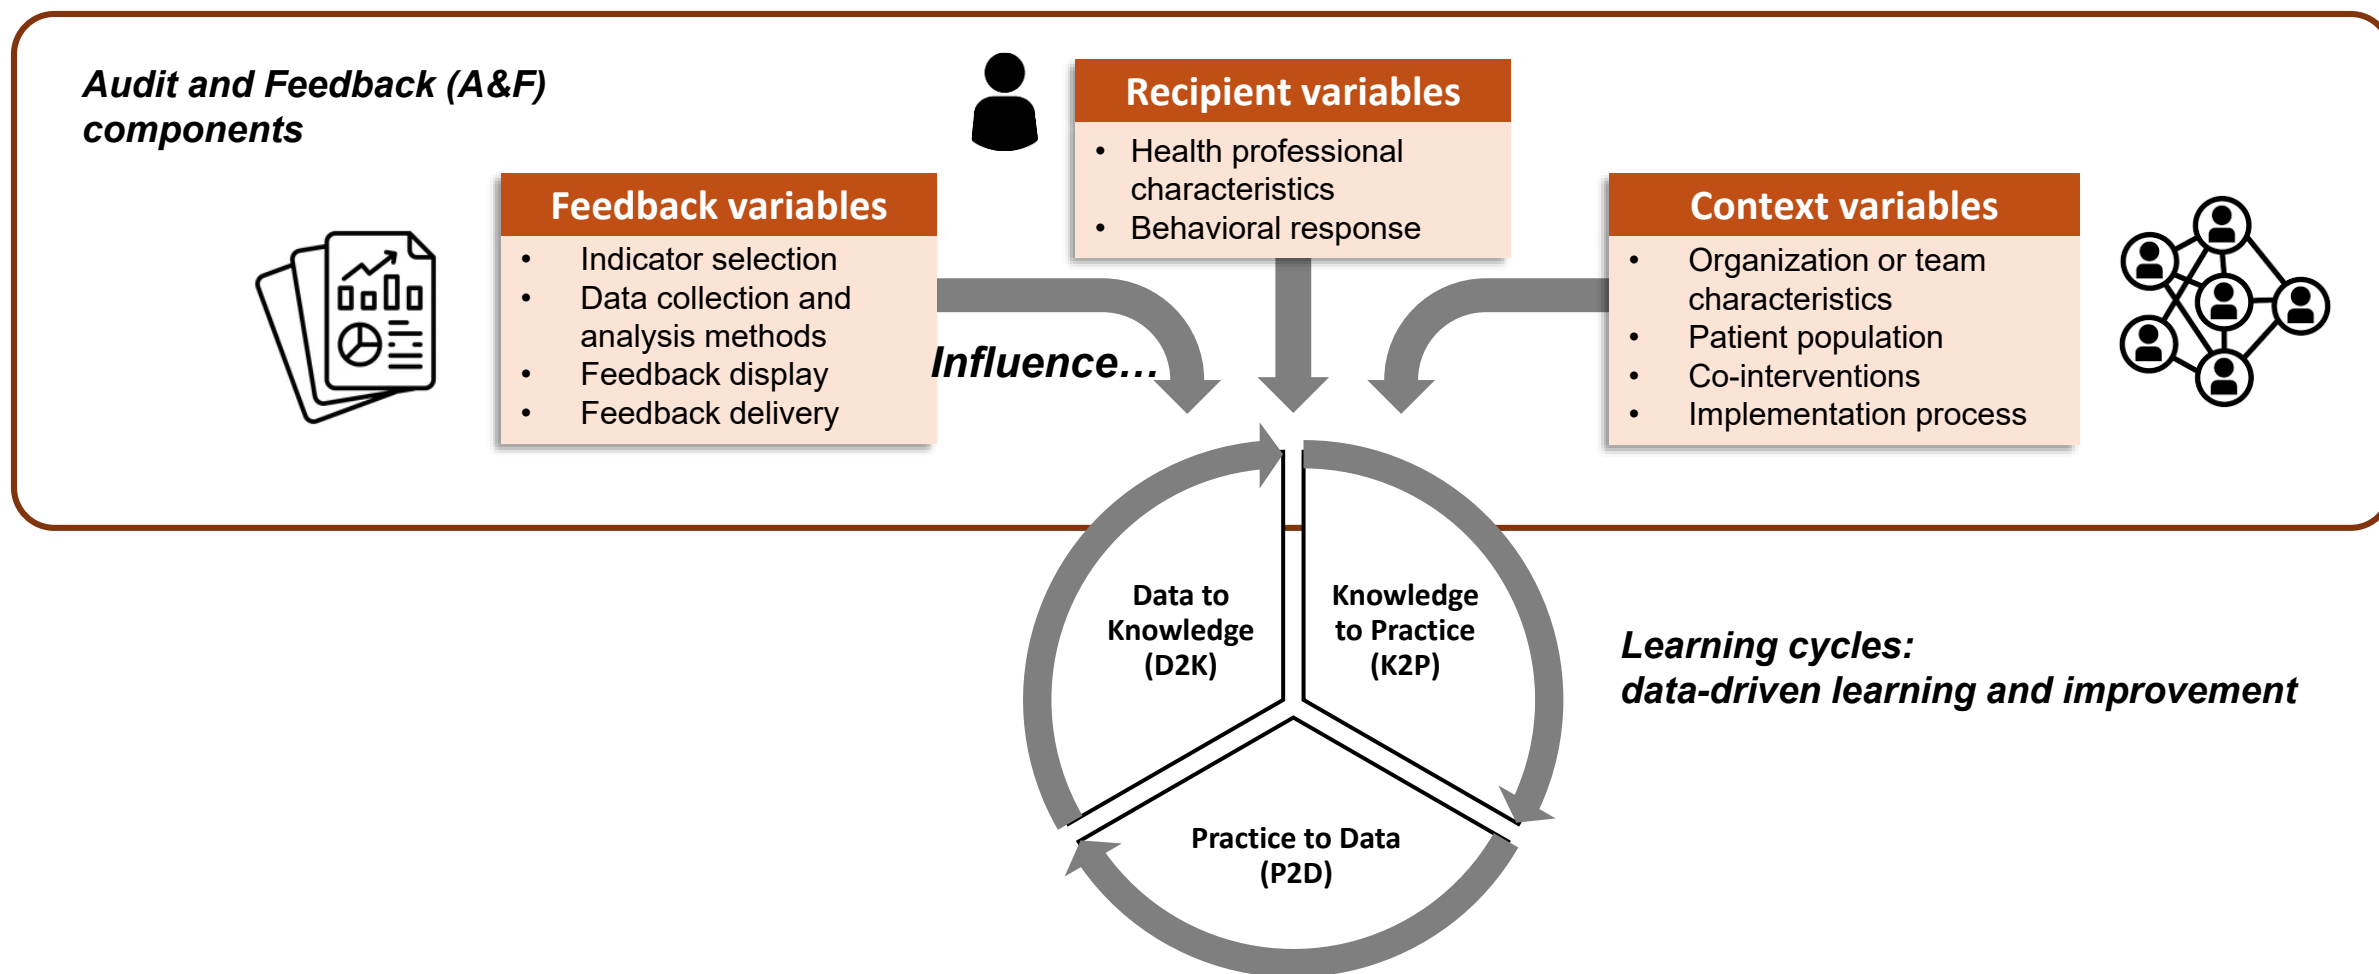 Audit and Feedback (A&F)
components
Feedback variables
• Indicator selection
• Data collection and
analysis methods
• Feedback display
• Feedback delivery
Recipient variables
• Health professional
characteristics
• Behavioral response
Context variables
• Organization or team
characteristics
• Patient population
• Co-interventions
• Implementation process
Influence…
Data to
Knowledge
(D2K)
Knowledge
to Practice
(K2P)
Practice to Data
(P2D)
Learning cycles:
data-driven learning and improvement